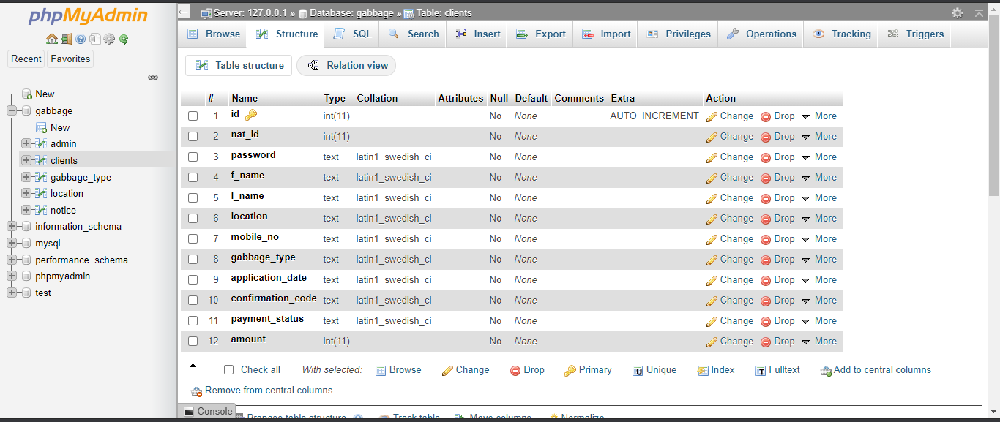 phpMyAdmin
Recent Favorites
New
gabbage
New
admin
clients
gabbage_type
location
notice
information_schema
mysql
performance_schema
phpmyadmin
test
Server: 127.0.0.1 » Database: gabbage » Table: clients
Browse Structure SQL Search Insert Export Import Privileges Operations Tracking Triggers
Table structure Relation view
# Name Type Collation Attributes Null Default Comments Extra Action
1 id int(11) No None AUTO_INCREMENT Change Drop More
2 nat_id int(11) No None Change Drop More
3 password text latin1_swedish_ci No None Change Drop More
4 f_name text latin1_swedish_ci No None Change Drop More
5 l_name text latin1_swedish_ci No None Change Drop More
6 location text latin1_swedish_ci No None Change Drop More
7 mobile_no text latin1_swedish_ci No None Change Drop More
8 gabbage_type text latin1_swedish_ci No None Change Drop More
9 application_date text latin1_swedish_ci No None Change Drop More
10 confirmation_code text latin1_swedish_ci No None Change Drop More
11 payment_status text latin1_swedish_ci No None Change Drop More
12 amount int(11) No None Change Drop More
Check all With selected: Browse Change Drop Primary Unique Index Fulltext Add to central columns
Remove from central columns
Console
Propose table structure Track table Move columns Normalize